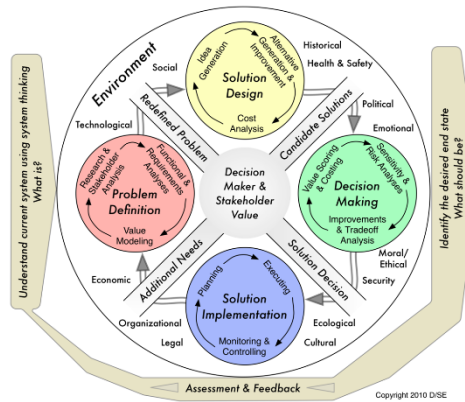 Environment
Understand current system using system thinking
What is?
Identify the desired end state
What should be?
Assessment & Feedback
Social
Historical
Health & Safety
Technological
Political
Emotional
Economic
Moral/
Ethical
Security
Organizational
Legal
Ecological
Cultural
Redefined Problem
Candidate Solutions
Additional Needs
Solution Decision
Idea
Generation
Alternative
Generation &
Improvement
Solution
Design
Cost
Analysis
Research &
Stakeholder
Analysis
Functional &
Requirements
Analyses
Problem
Definition
Value
Modeling
Decision
Maker &
Stakeholder
Value
Value Scoring
& Costing
Sensitivity &
Risk Analyses
Decision
Making
Improvements
& Tradeoff
Analysis
Planning
Executing
Solution
Implementation
Monitoring &
Controlling
Copyright 2010 D/SE